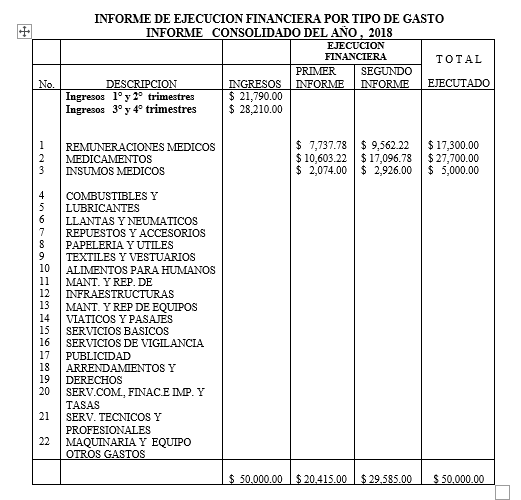 INFORME DE EJECUCION FINANCIERA POR TIPO DE GASTO
INFORME CONSOLIDADO DEL AÑO , 2018
EJECUCION
FINANCIERA
TOTAL
PRIMER SEGUNDO
No. DESCRIPCION INGRESOS INFORME INFORME EJECUTADO
Ingresos 1° y 2° trimestres $ 21,790.00
Ingresos 3° y 4° trimestres $ 28,210.00
1 REMUNERACIONES MEDICOS $ 7,737.78 $ 9,562.22 $ 17,300.00
2 MEDICAMENTOS $ 10,603.22 $ 17,096.78 $ 27,700.00
3 INSUMOS MEDICOS $ 2,074.00 $ 2,926.00 $ 5,000.00
4 COMBUSTIBLES Y
5 LUBRICANTES
6 LLANTAS Y NEUMATICOS
7 REPUESTOS Y ACCESORIOS
8 PAPELERIA Y UTILES
9 TEXTILES Y VESTUARIOS
10 ALIMENTOS PARA HUMANOS
11 MANT. Y REP. DE
12 INFRAESTRUCTURAS
13 MANT. Y REP DE EQUIPOS
14 VIATICOS Y PASAJES
15 SERVICIOS BASICOS
16 SERVICIOS DE VIGILANCIA
17 PUBLICIDAD
18 ARRENDAMIENTOS Y
19 DERECHOS
20 SERV.COM., FINAC.E IMP. Y
TASAS
21 SERV. TECNICOS Y
PROFESIONALES
22 MAQUINARIA Y EQUIPO
OTROS GASTOS
$ 50,000.00 $ 20,415.00 $ 29,585.00 $ 50,000.00